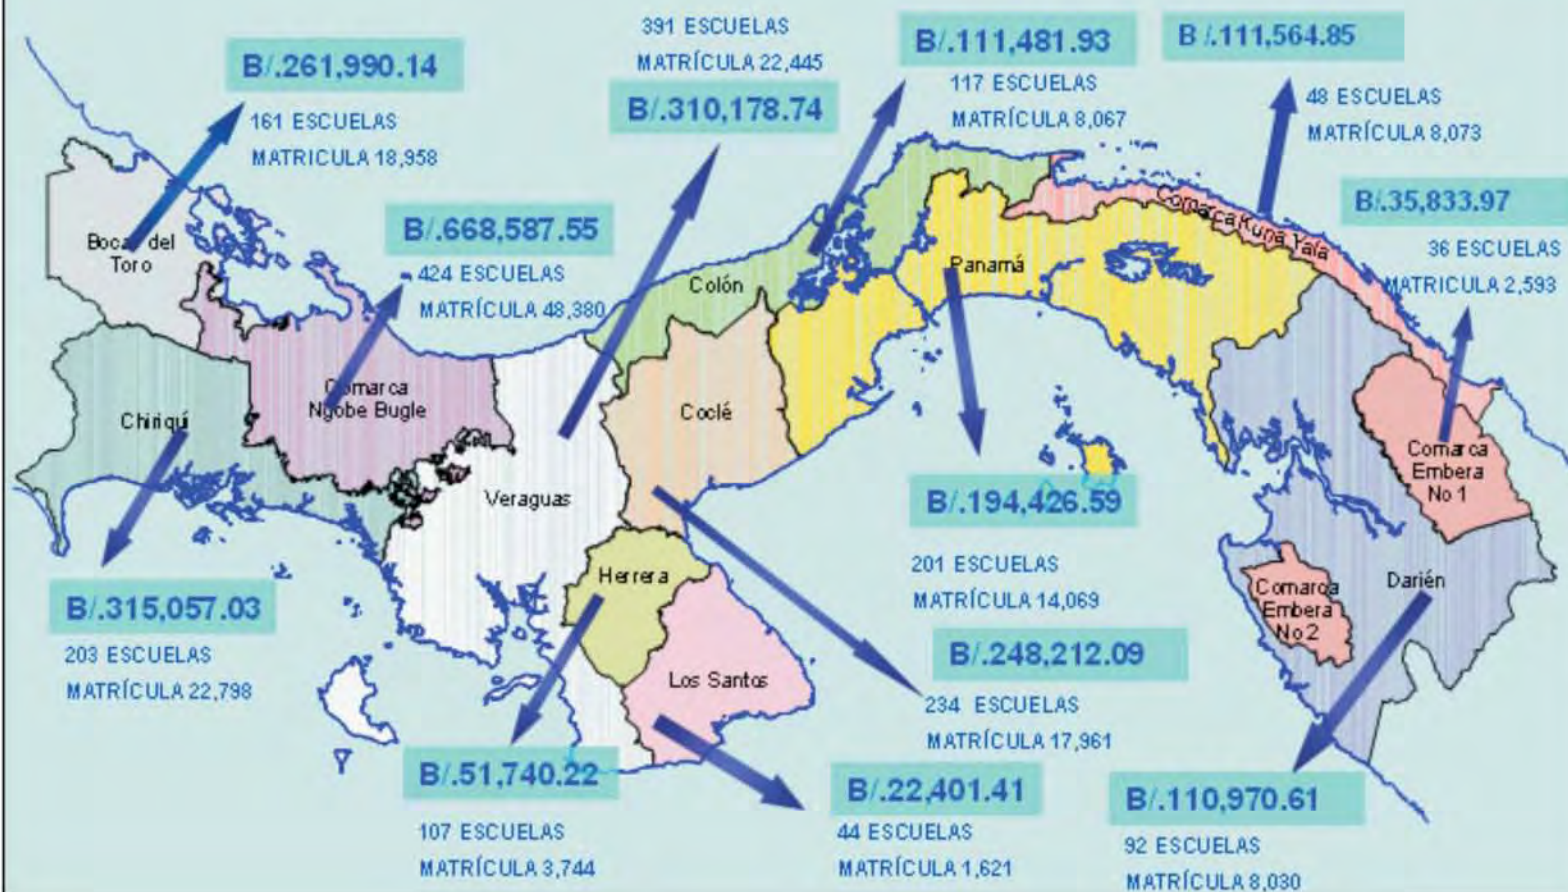 B/.261,990.14
161 ESCUELAS
MATRICULA 18,958
391 ESCUELAS
MATRÍCULA 22,445
B/.310,178.74
B/.111,481.93
117 ESCUELAS
MATRÍCULA 8,067
B/.111,564.85
48 ESCUELAS
MATRÍCULA 8,073
B/.35,833.97
36 ESCUELAS
MATRÍCULA 2,593
B/.668,587.55
424 ESCUELAS
MATRÍCULA 48,380
Bocas del
Toro
Colón
Panamá
Comarca Kuna Yala
Chiriquí
Comarca
Ngobe Bugle
Coclé
Veraguas
Comarca
Embera
No 1
Herrera
Los Santos
Comarca
Embera
No 2
Darién
B/.315,057.03
203 ESCUELAS
MATRÍCULA 22,798
B/.194,426.59
201 ESCUELAS
MATRÍCULA 14,069
B/.248,212.09
234 ESCUELAS
MATRÍCULA 17,961
B/.51,740.22
107 ESCUELAS
MATRÍCULA 3,744
B/.22,401.41
44 ESCUELAS
MATRÍCULA 1,621
B/.110,970.61
92 ESCUELAS
MATRÍCULA 8,030